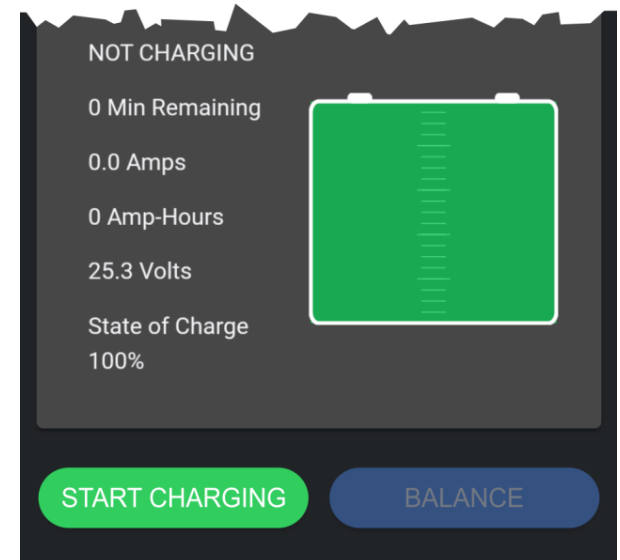 NOT CHARGING
0 Min Remaining
0.0 Amps
0 Amp-Hours
25.3 Volts
State of Charge
100%
START CHARGING
BALANCE